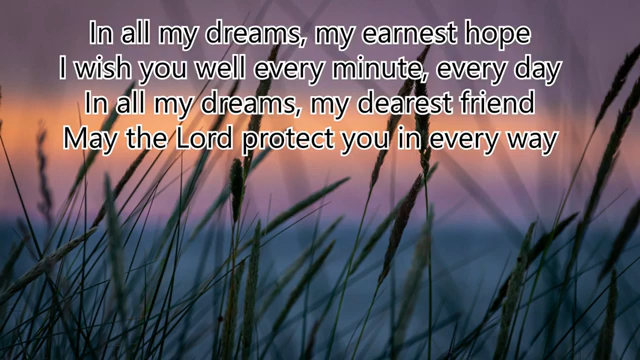 In all my dreams, my earnest hope
I wish you well every minute, every day
In all my dreams, my dearest friend
May the Lord protect you in every way